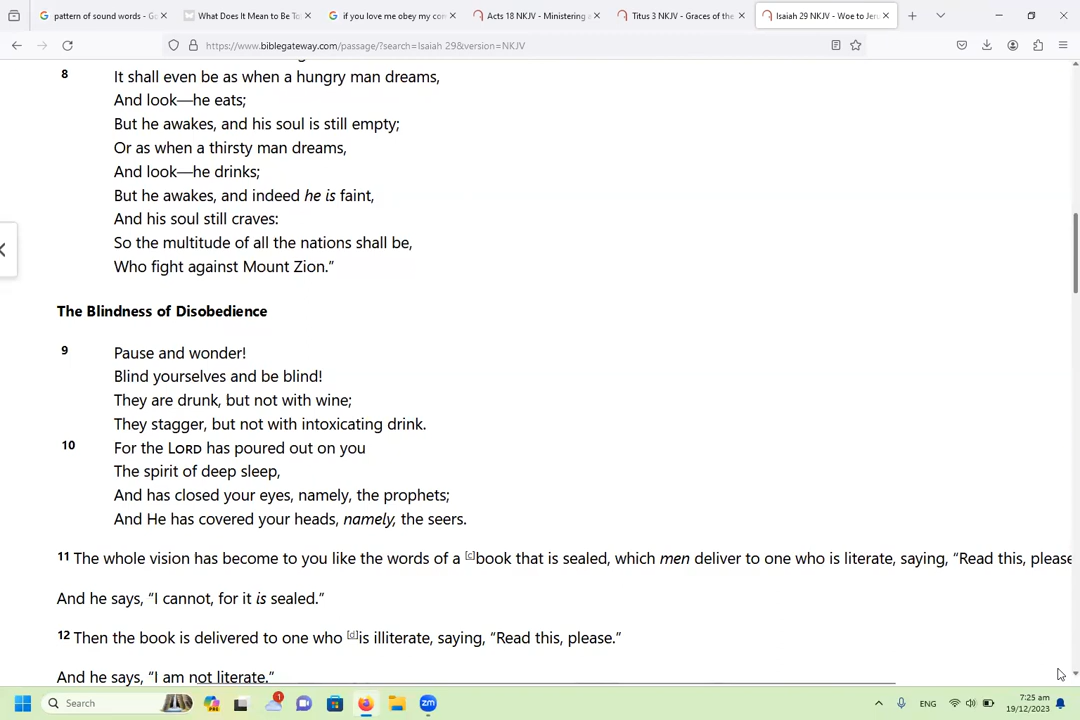 pattern of sound words - Go
What Does It Mean to Be To
if you love me obey my com
Acts 18 NKJV - Ministering i
Titus 3 NKJV - Graces of the
Isaiah 29 NKJV - Woe to Jeru
https://www.biblegateway.com/passage/?search=Isaiah 29&version=NKJV
8 It shall even be as when a hungry man dreams,
And look—he eats;
But he awakes, and his soul is still empty;
Or as when a thirsty man dreams,
And look—he drinks;
But he awakes, and indeed he is faint,
And his soul still craves:
So the multitude of all the nations shall be,
Who fight against Mount Zion.”
The Blindness of Disobedience
9 Pause and wonder!
Blind yourselves and be blind!
They are drunk, but not with wine;
They stagger, but not with intoxicating drink.
10 For the LORD has poured out on you
The spirit of deep sleep,
And has closed your eyes, namely, the prophets;
And He has covered your heads, namely, the seers.
11 The whole vision has become to you like the words of a [c]book that is sealed, which men deliver to one who is literate, saying, “Read this, please
And he says, “I cannot, for it is sealed.”
12 Then the book is delivered to one who [d]is illiterate, saying, “Read this, please.”
And he says, “I am not literate.”
Search
1
zm
ENG
7:25 am
19/12/2023